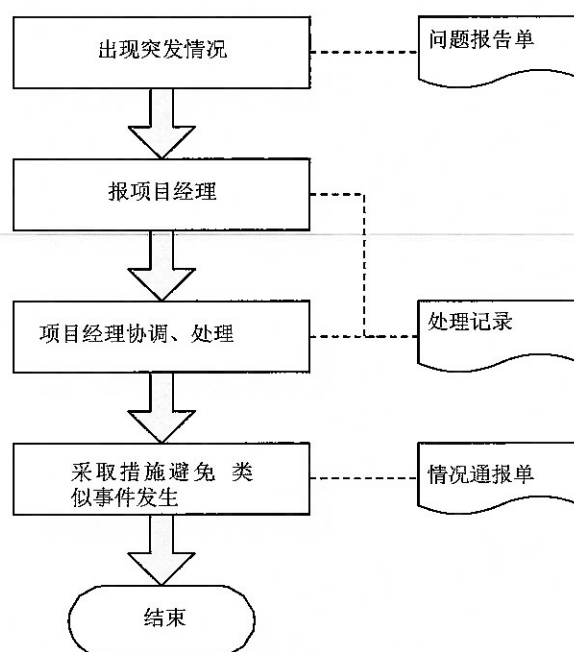 出现突发情况
问题报告单
报项目经理
项目经理协调、处理
处理记录
采取措施避免 类
似事件发生
情况通报单
结束